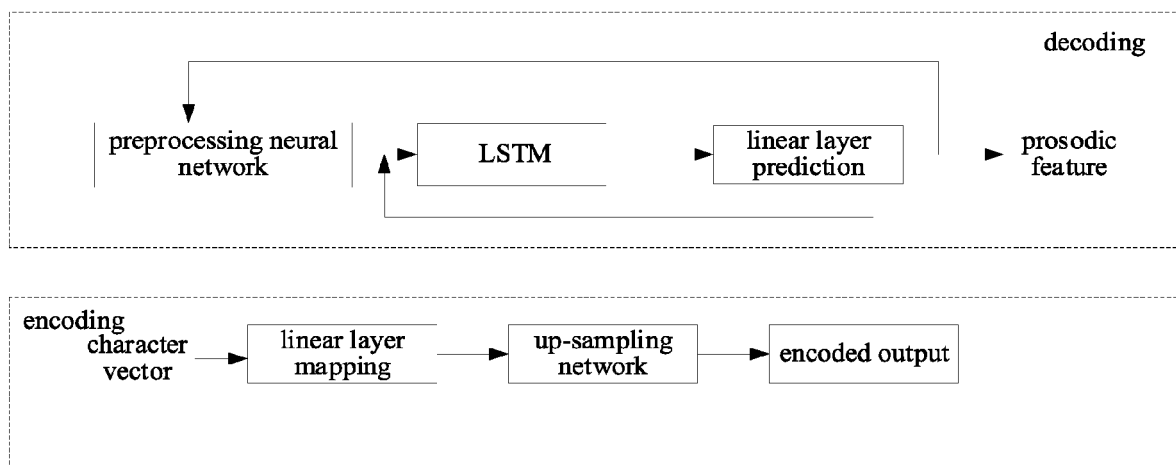 decoding
preprocessing neural
network
LSTM
linear layer
prediction
prosodic
feature
encoding
character
vector
linear layer
mapping
up-sampling
network
encoded output